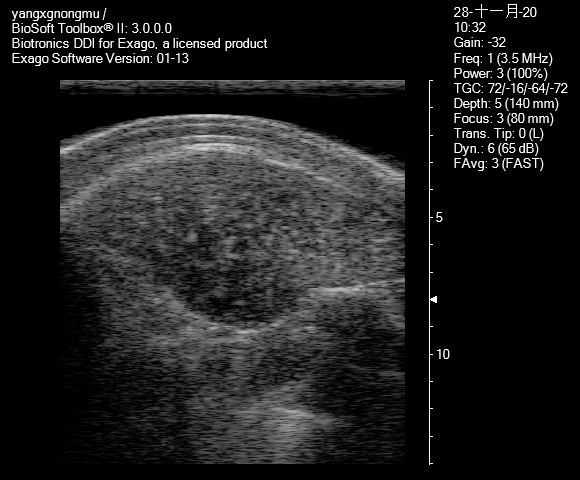 yangxgnongmu /
BioSoft Toolbox® II: 3.0.0.0
Biotronics DDI for Exago, a licensed product
Exago Software Version: 01-13
28-十一月-20
10:32
Gain: -32
Freq: 1 (3.5 MHz)
Power: 3 (100%)
TGC: 72/-16/-64/-72
Depth: 5 (140 mm)
Focus: 3 (80 mm)
Trans. Tip: 0 (L)
Dyn.: 6 (65 dB)
FAvg: 3 (FAST)
5
10